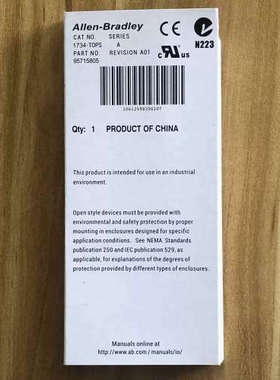 Allen-Bradley
CAT NO. SERIES
1734-TOPS A
PART NO. REVISION A01
95715805
CE
c UL us
N223
Qty: 1 PRODUCT OF CHINA
This product is intended for use in an industrial
environment.
Open style devices must be provided with
environmental and safety protection by proper
mounting in enclosures designed for specific
application conditions. See NEMA Standards
publication 250 and IEC publication 529, as
applicable, for explanations of the degrees of
protection provided by different types of enclosures.
Manuals online at
http://www.ab.com/manuals/io/